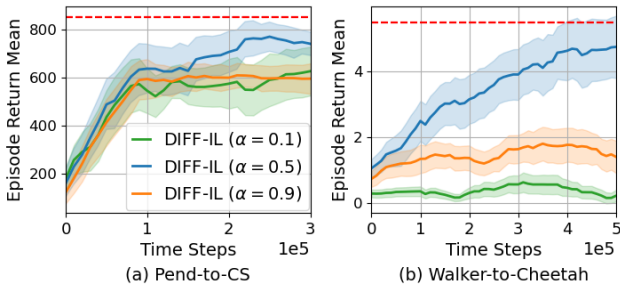 Episode Return Mean
800
600
400
200
0
1
2
3
DIFF-IL (α = 0.1)
DIFF-IL (α = 0.5)
DIFF-IL (α = 0.9)
Time Steps
1e5
(a) Pend-to-CS
Episode Return Mean
4
2
0
0
1
2
3
4
5
Time Steps
1e5
(b) Walker-to-Cheetah